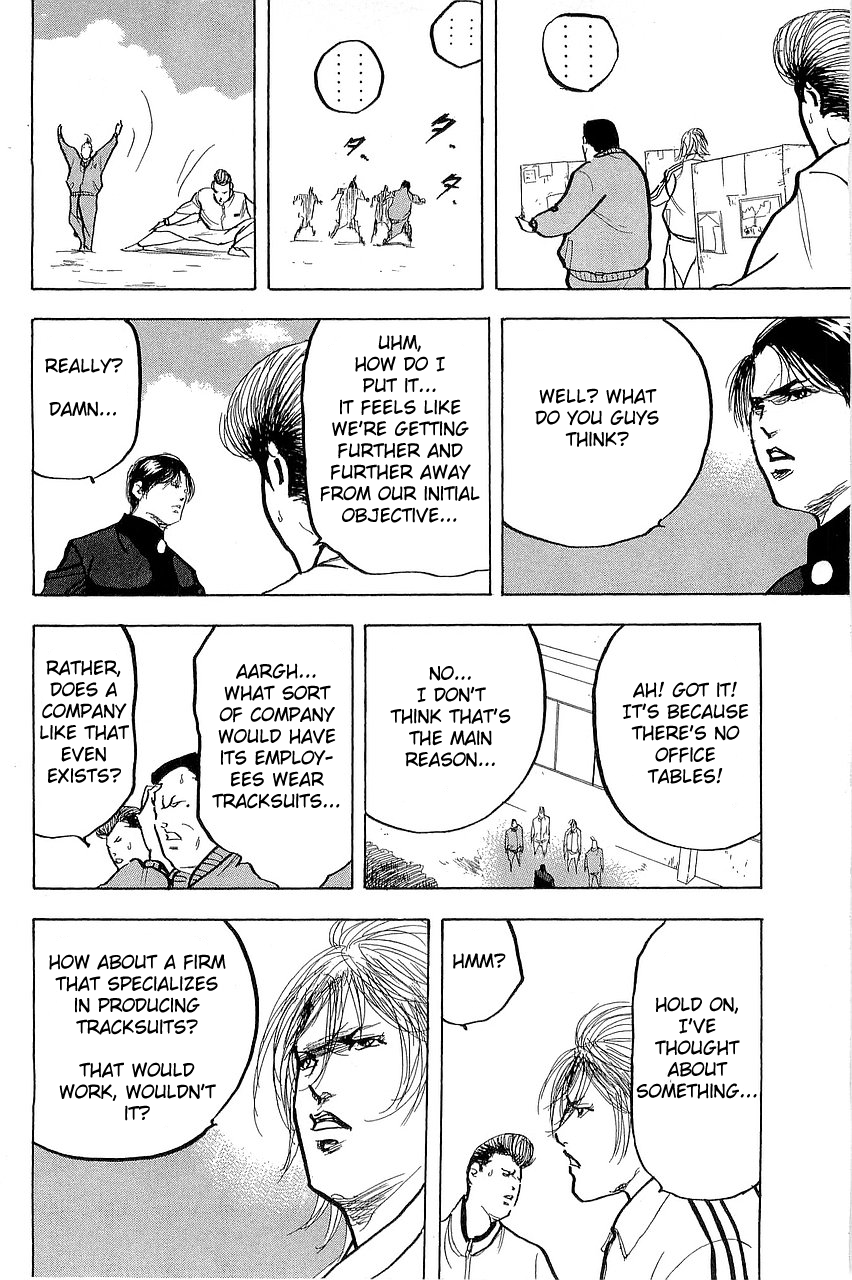 タ
タ
タ
WELL? WHAT
DO YOU GUYS
THINK?
UHM,
HOW DO I
PUT IT...
IT FEELS LIKE
WE'RE GETTING
FURTHER AND
FURTHER AWAY
FROM OUR INITIAL
OBJECTIVE...
REALLY?
DAMN...
AH! GOT IT!
IT'S BECAUSE
THERE'S NO
OFFICE
TABLES!
NO...
I DON'T
THINK THAT'S
THE MAIN
REASON...
AARGH...
WHAT SORT
OF COMPANY
WOULD HAVE
ITS EMPLOY-
EES WEAR
TRACKSUITS...
RATHER,
DOES A
COMPANY
LIKE THAT
EVEN
EXISTS?
HOLD ON,
I'VE
THOUGHT
ABOUT
SOMETHING...
HMM?
HOW ABOUT A FIRM
THAT SPECIALIZES
IN PRODUCING
TRACKSUITS?
THAT WOULD
WORK, WOULDN'T
IT?